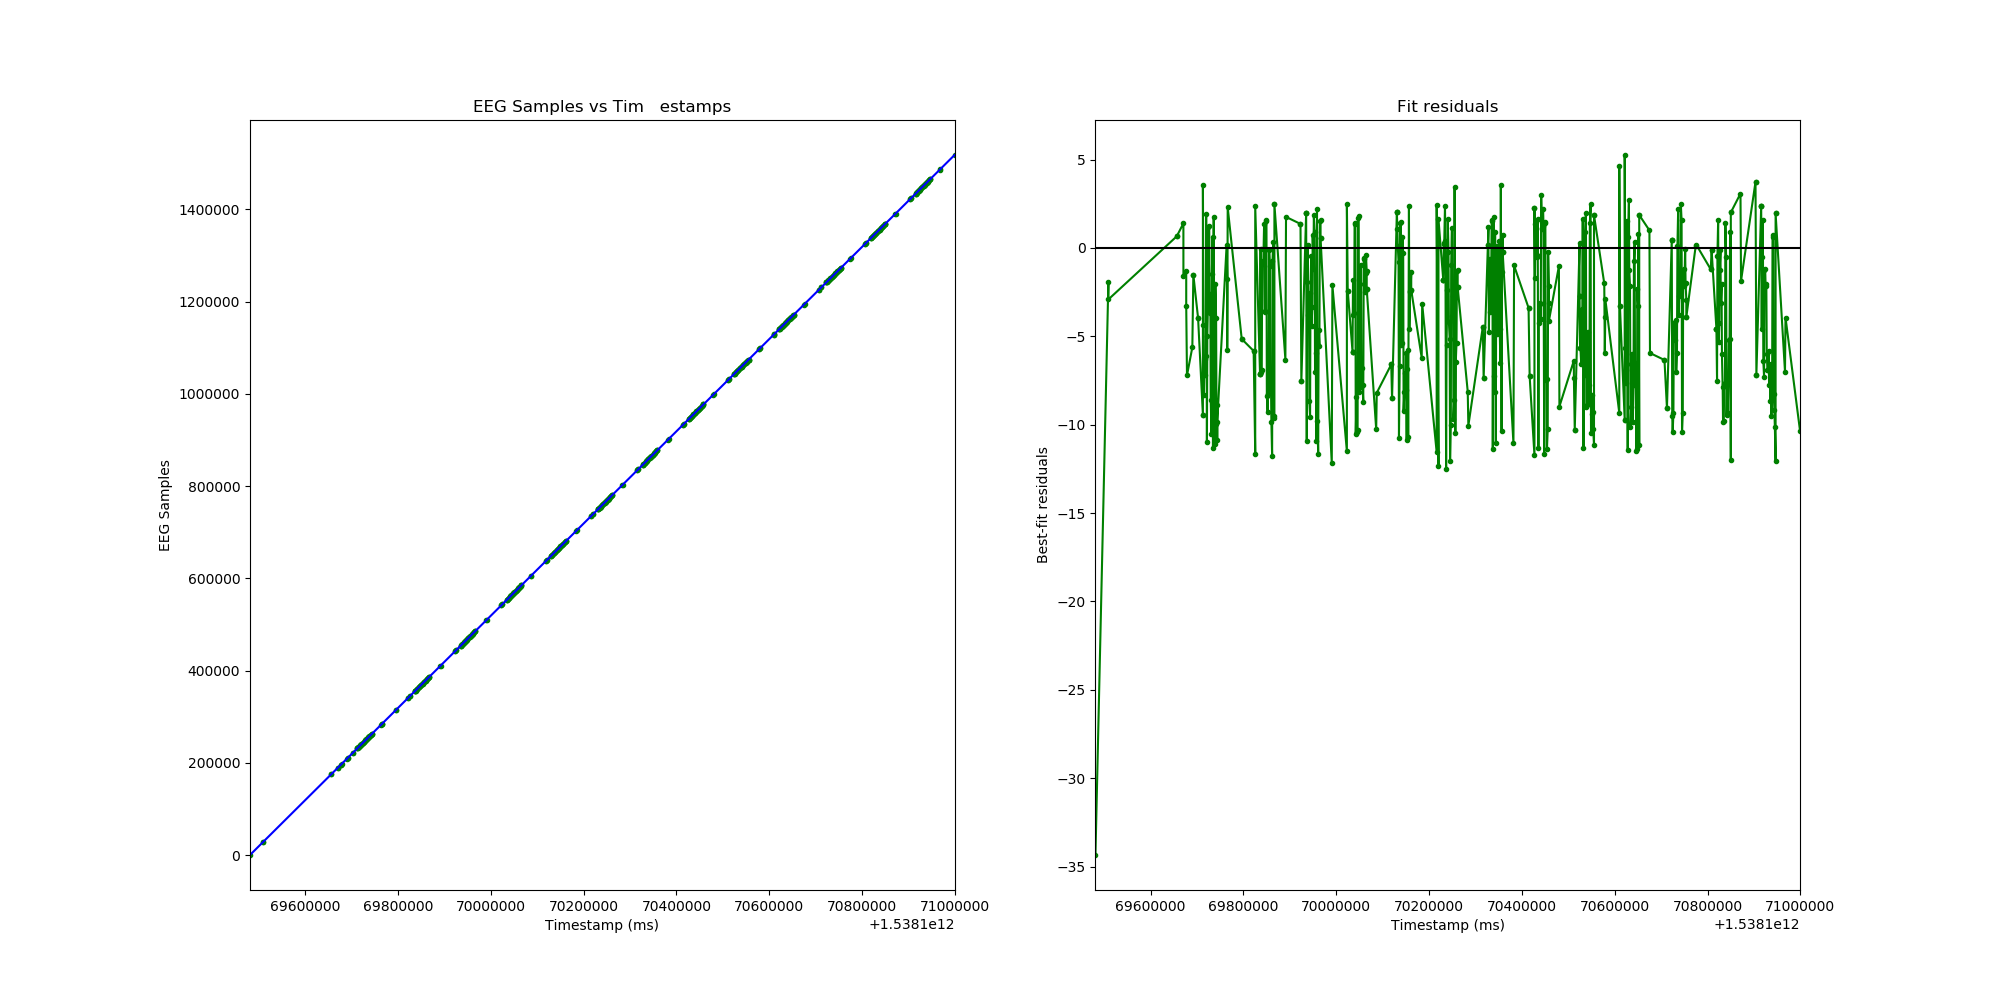 EEG Samples vs Tim   estamps
1400000
1200000
1000000
800000
600000
400000
200000
0
EEG Samples
69600000 69800000 70000000 70200000 70400000 70600000 70800000 71000000
Timestamp (ms)
+1.5381e12
Fit residuals
5
0
−5
−10
−15
−20
−25
−30
−35
Best-fit residuals
69600000 69800000 70000000 70200000 70400000 70600000 70800000 71000000
Timestamp (ms)
+1.5381e12